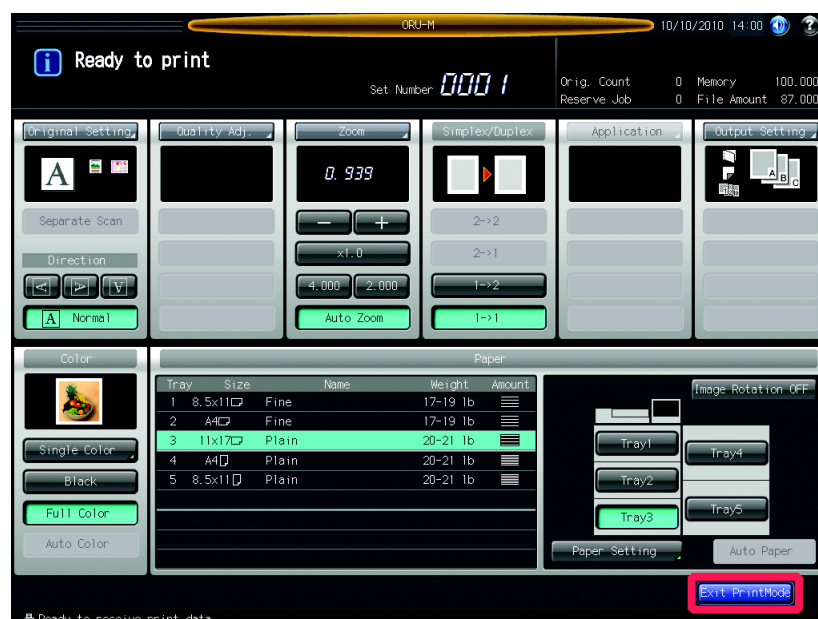 ORU-M
10/10/2010 14:00
Ready to print
Set Number 0001
Orig. Count 0 Memory 100.000
Reserve Job 0 File Amount 87.000
Original Setting Quality Adj. Zoom Simplex/Duplex Application Output Setting
A
0.939
A B C
Separate Scan
- +
2->2
Direction
x1.0
2->1
A A A
4.000 2.000
1->2
A Normal
Auto Zoom
1->1
Color Paper
Tray Size Name Weight Amount
1 8.5x11 Fine 17-19 lb
2 A4 Fine 17-19 lb
3 11x17 Plain 20-21 lb
4 A4 Plain 20-21 lb
5 8.5x11 Plain 20-21 lb
Image Rotation OFF
Single Color
Black
Full Color
Auto Color
Tray1 Tray4
Tray2
Tray3 Tray5
Paper Setting Auto Paper
Exit PrintMode
Ready to receive print data